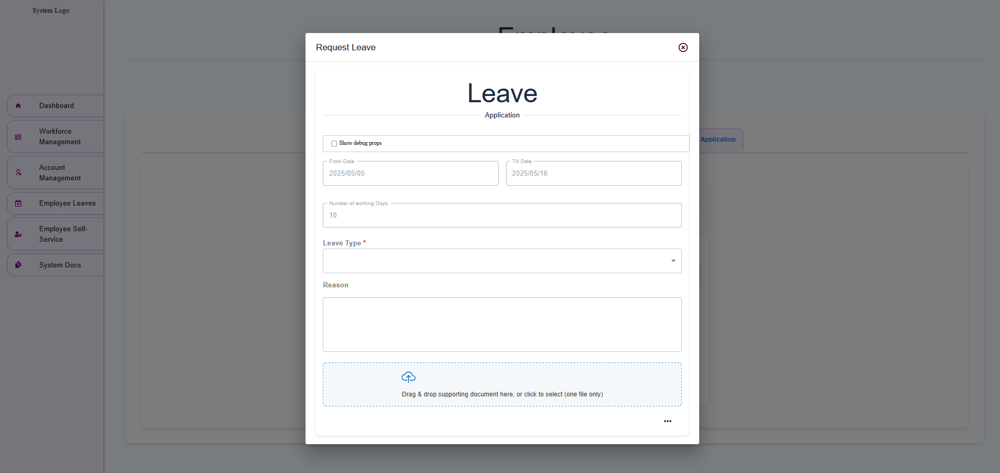 System Logo
Dashboard
Workforce
Management
Account
Management
Employee Leaves
Employee Self-
Service
System Docs
Employee
Application
Request Leave
Leave
Application
Show debug props
From Date
2025/05/05
Till Date
2025/05/16
Number of working Days
10
Leave Type *
Reason
Drag & drop supporting document here, or click to select (one file only)